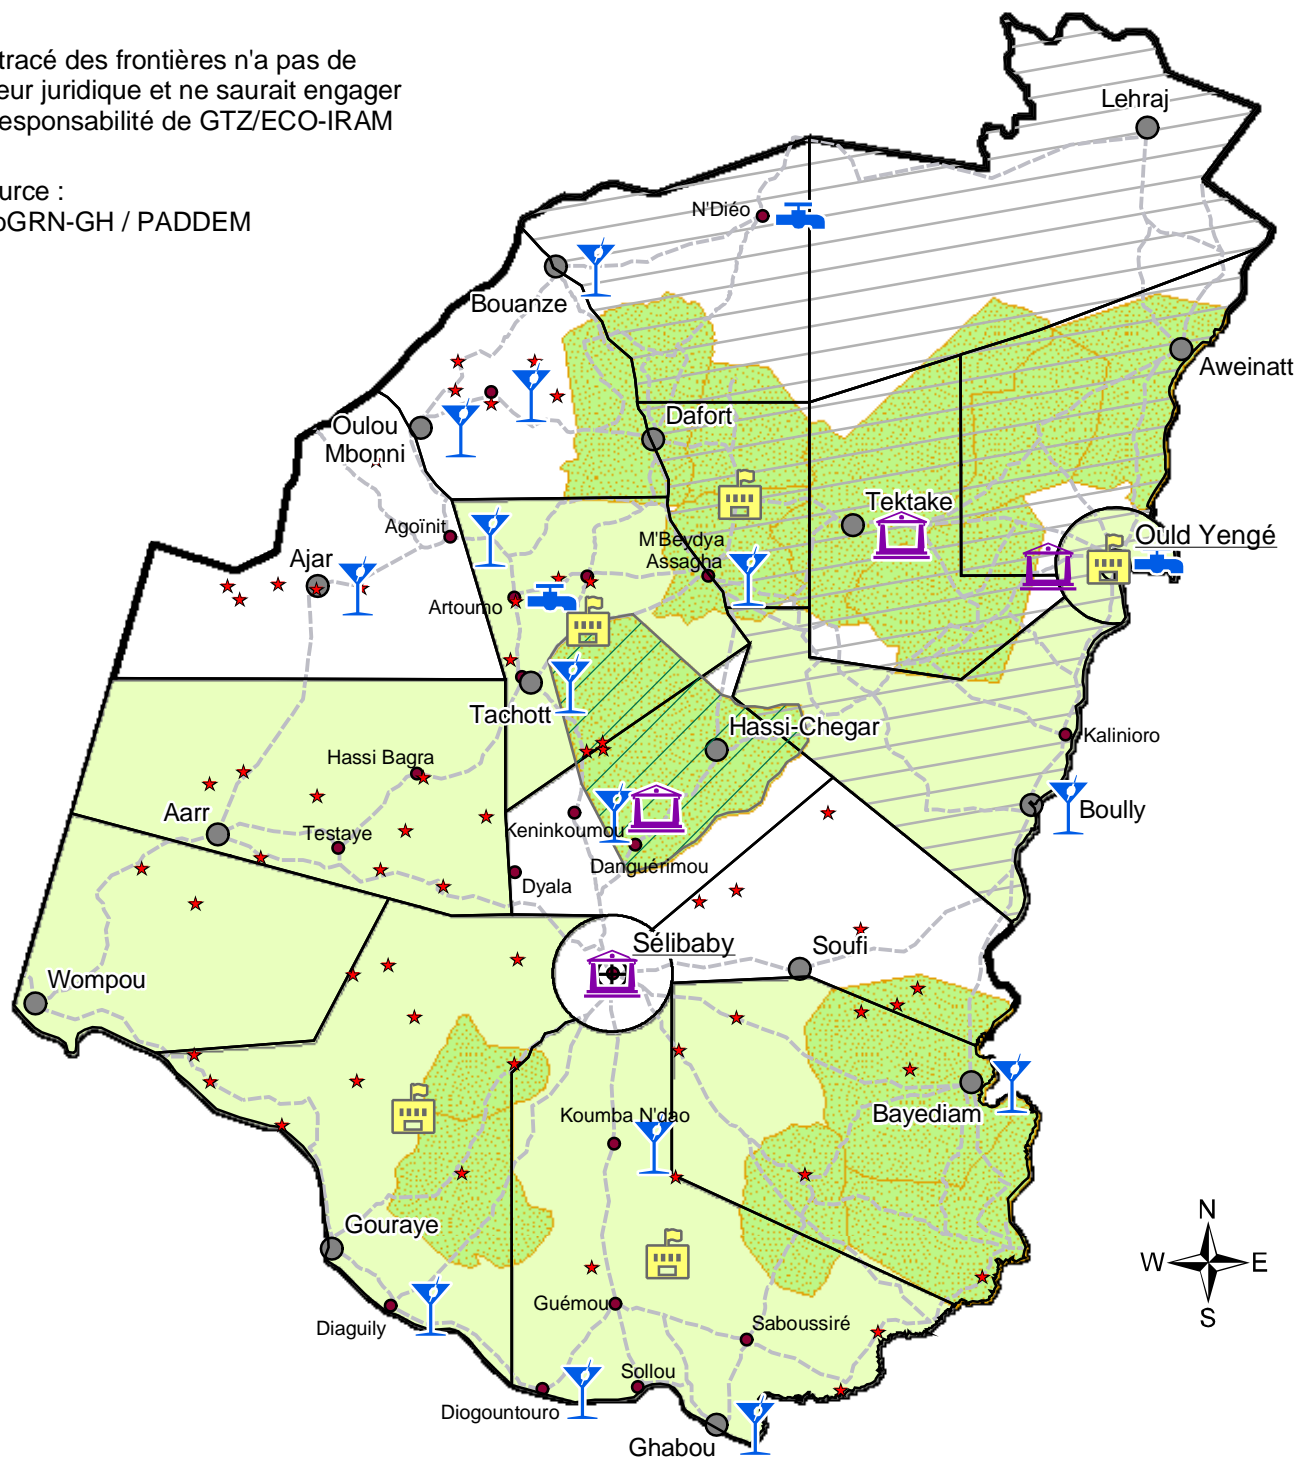 tracé des frontières n'a pas de
eur juridique et ne saurait engager
esponsabilité de GTZ/ECO-IRAM
urce :
oGRN-GH / PADDEM
Lehraj
N'Diéo
Bouanze
Aweinatt
Oulou
Mbonni
Dafort
Tektake
Agoïnit
M'Beydya
Assagha
Ould Yengé
Ajar
Artoumo
Tachott
Hassi-Chegar
Kalinioro
Hassi Bagra
Aarr
Testaye
Keninkoumou
Boully
Danguérimou
Dyala
Sélibaby
Soufi
Wompou
Bayediam
Koumba N'dao
Gouraye
N
W
E
S
Guémou
Diaguily
Saboussiré
Sollou
Diogountouro
Ghabou